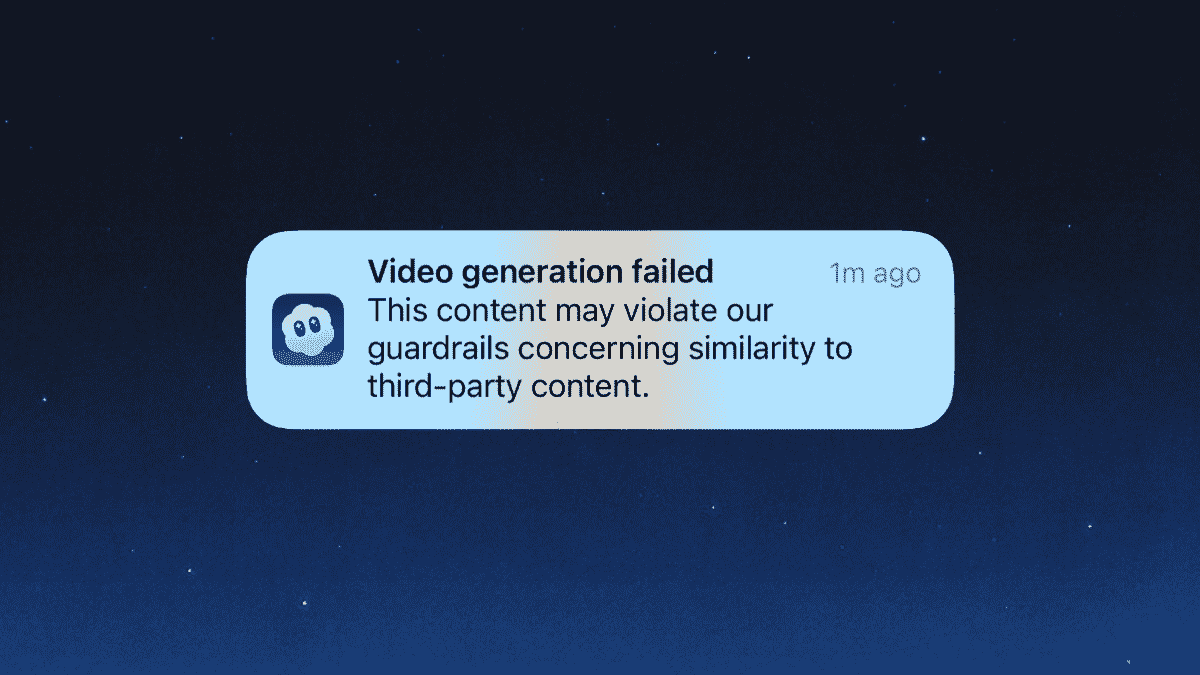 Video generation failed
1m ago
This content may violate our
guardrails concerning similarity to
third-party content.